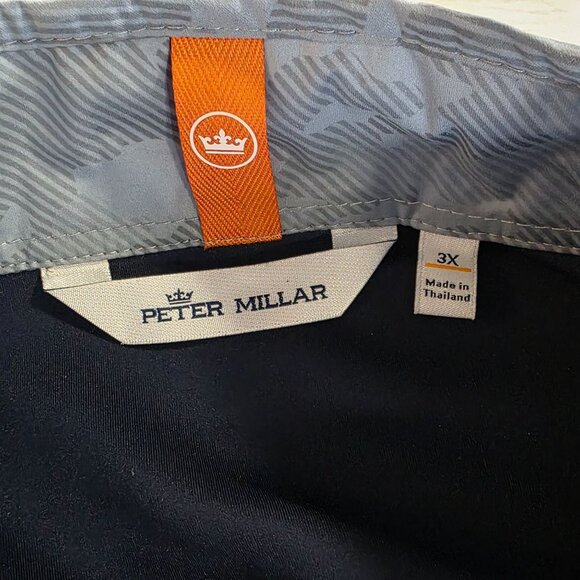 PETER MILLAR
3X
Made in
Thailand